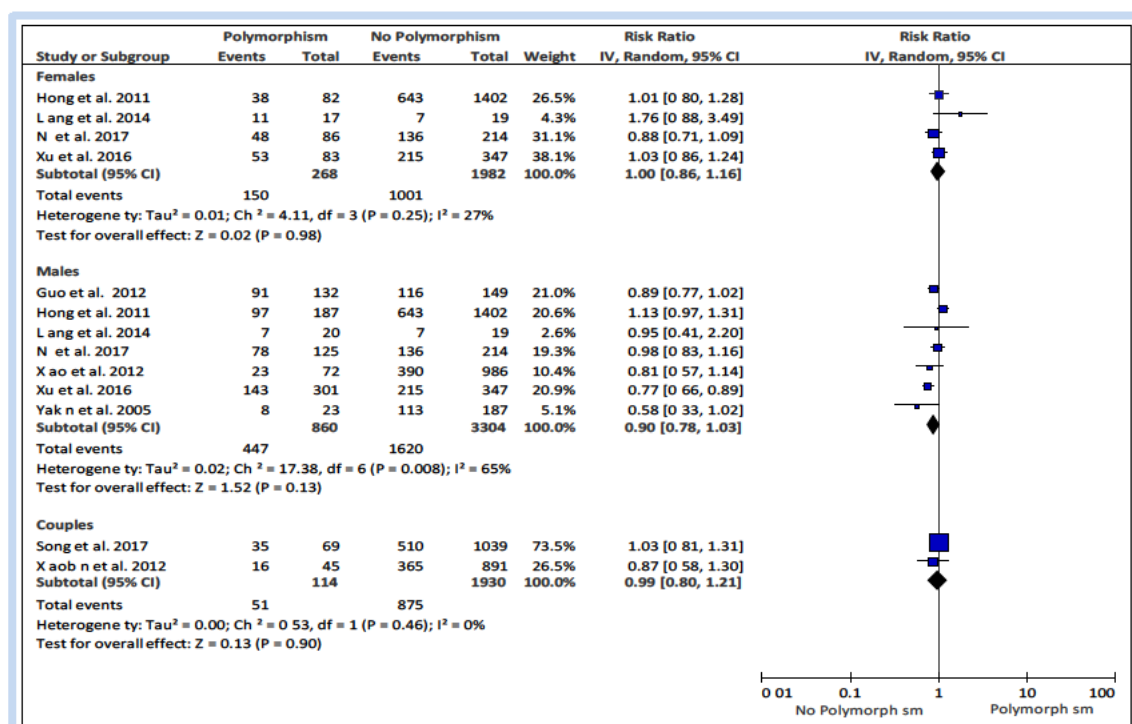 Polymorphism No Polymorphism Risk Ratio Risk Ratio
Study or Subgroup Events Total Events Total Weight IV, Random, 95% CI IV, Random, 95% CI
Females
Hong et al. 2011 38 82 643 1402 26.5% 1.01 [0 80, 1.28]
L ang et al. 2014 11 17 7 19 4.3% 1.76 [0 88, 3.49]
N et al. 2017 48 86 136 214 31.1% 0.88 [0.71, 1.09]
Xu et al. 2016 53 83 215 347 38.1% 1.03 [0 86, 1.24]
Subtotal (95% CI) 268 1982 100.0% 1.00 [0.86, 1.16]
Total events 150 1001
Heterogene ty: Tau² = 0.01; Ch ² = 4.11, df = 3 (P = 0.25); I² = 27%
Test for overall effect: Z = 0.02 (P = 0.98)
Males
Guo et al. 2012 91 132 116 149 21.0% 0.89 [0.77, 1.02]
Hong et al. 2011 97 187 643 1402 20.6% 1.13 [0.97, 1.31]
L ang et al. 2014 7 20 7 19 2.6% 0.95 [0.41, 2.20]
N et al. 2017 78 125 136 214 19.3% 0.98 [0 83, 1.16]
X ao et al. 2012 23 72 390 986 10.4% 0.81 [0 57, 1.14]
Xu et al. 2016 143 301 215 347 20.9% 0.77 [0 66, 0.89]
Yak n et al. 2005 8 23 113 187 5.1% 0.58 [0 33, 1.02]
Subtotal (95% CI) 860 3304 100.0% 0.90 [0.78, 1.03]
Total events 447 1620
Heterogene ty: Tau² = 0.02; Ch ² = 17.38, df = 6 (P = 0.008); I² = 65%
Test for overall effect: Z = 1.52 (P = 0.13)
Couples
Song et al. 2017 35 69 510 1039 73.5% 1.03 [0 81, 1.31]
X aob n et al. 2012 16 45 365 891 26.5% 0.87 [0 58, 1.30]
Subtotal (95% CI) 114 1930 100.0% 0.99 [0.80, 1.21]
Total events 51 875
Heterogene ty: Tau² = 0.00; Ch ² = 0 53, df = 1 (P = 0.46); I² = 0%
Test for overall effect: Z = 0.13 (P = 0.90)
0 01 0.1 1 10 100
No Polymorph sm Polymorph sm